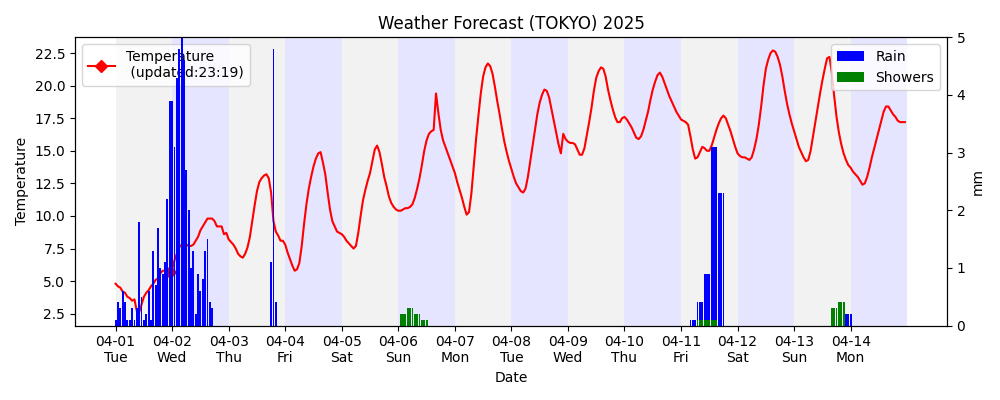 Weather Forecast (TOKYO) 2025
Temperature
(updated:23:19)
Rain
Showers
Temperature
22.5
20.0
17.5
15.0
12.5
10.0
7.5
5.0
2.5
mm
5
4
3
2
1
0
04-01 04-02 04-03 04-04 04-05 04-06 04-07 04-08 04-09 04-10 04-11 04-12 04-13 04-14
Tue Wed Thu Fri Sat Sun Mon Tue Wed Thu Fri Sat Sun Mon
Date